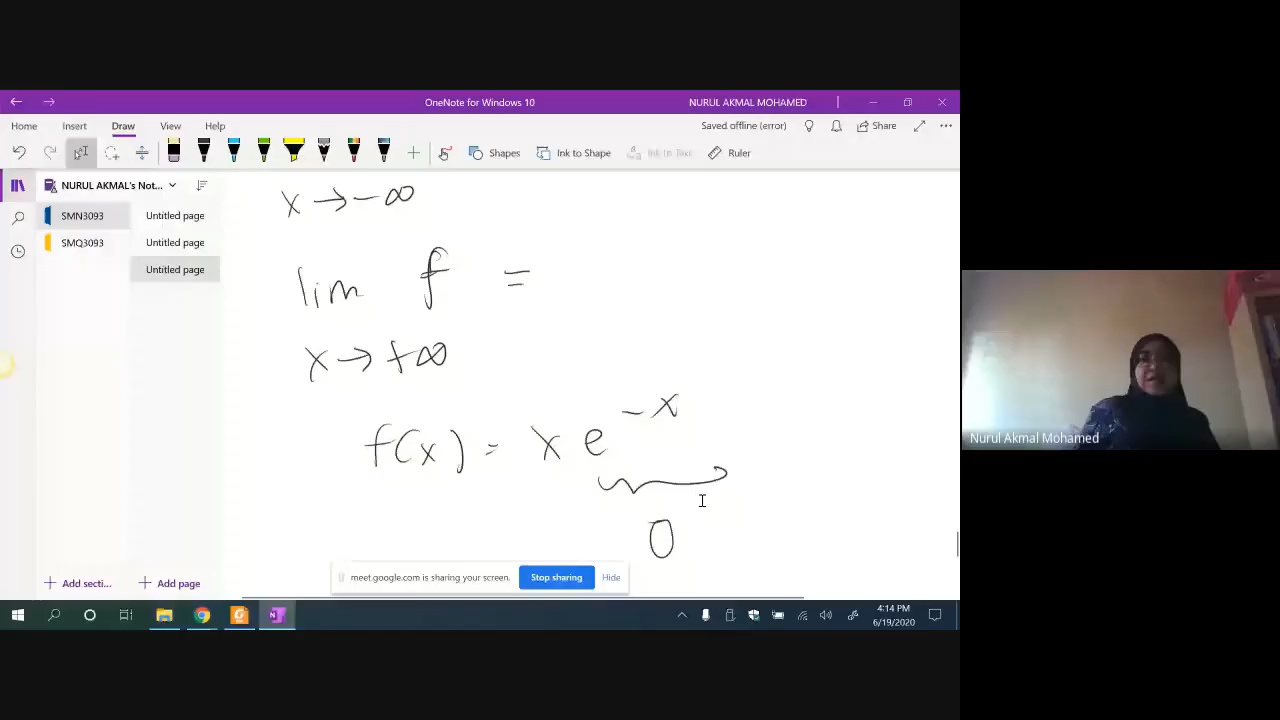 OneNote for Windows 10
NURUL AKMAL MOHAMED
Home Insert Draw View Help
Saved offline (error)
Share
Shapes
Ink to Shape
Ink to Text
Ruler
NURUL AKMAL's Not...
SMN3093
SMQ3093
Untitled page
Untitled page
Untitled page
x → -∞
lim f =
x → +∞
f(x) = x e^{-x}
0
Nurul Akmal Mohamed
meet.google.com is sharing your screen.
Stop sharing
Hide
Add secti...
Add page
4:14 PM
6/19/2020